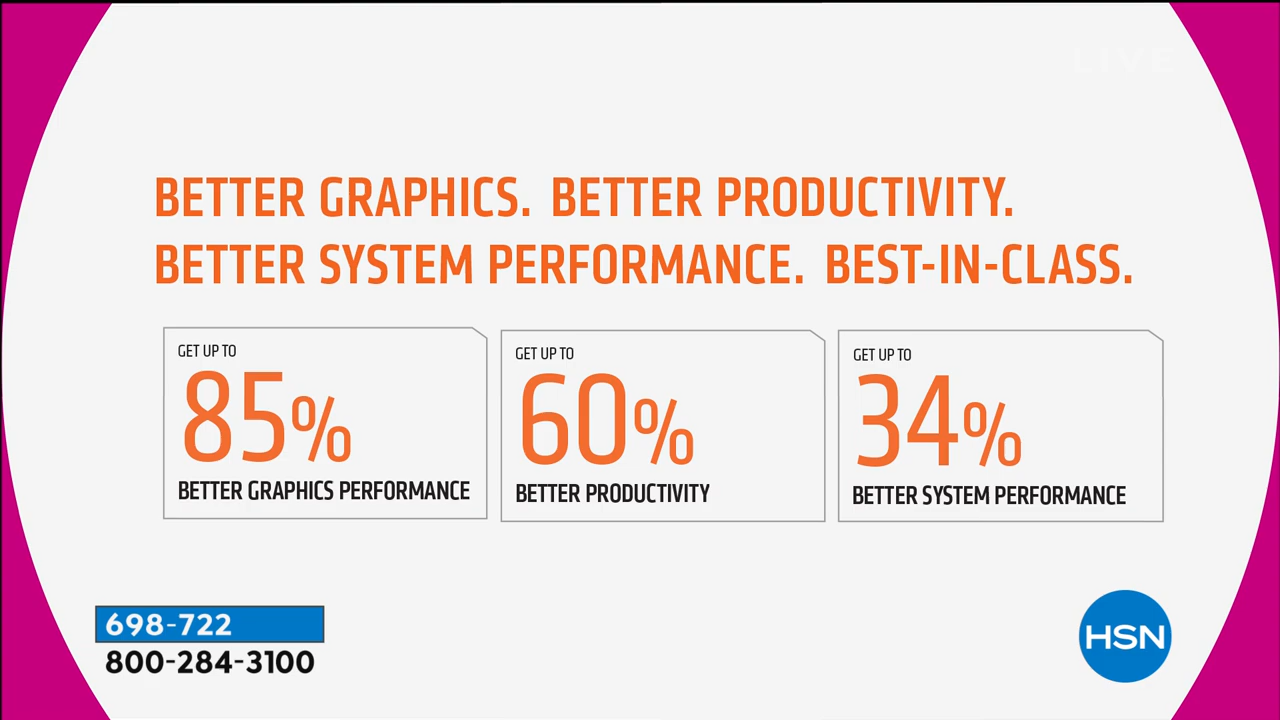 LIVE
BETTER GRAPHICS. BETTER PRODUCTIVITY.
BETTER SYSTEM PERFORMANCE. BEST-IN-CLASS.
GET UP TO
85%
BETTER GRAPHICS PERFORMANCE
GET UP TO
60%
BETTER PRODUCTIVITY
GET UP TO
34%
BETTER SYSTEM PERFORMANCE
698-722
800-284-3100
HSN